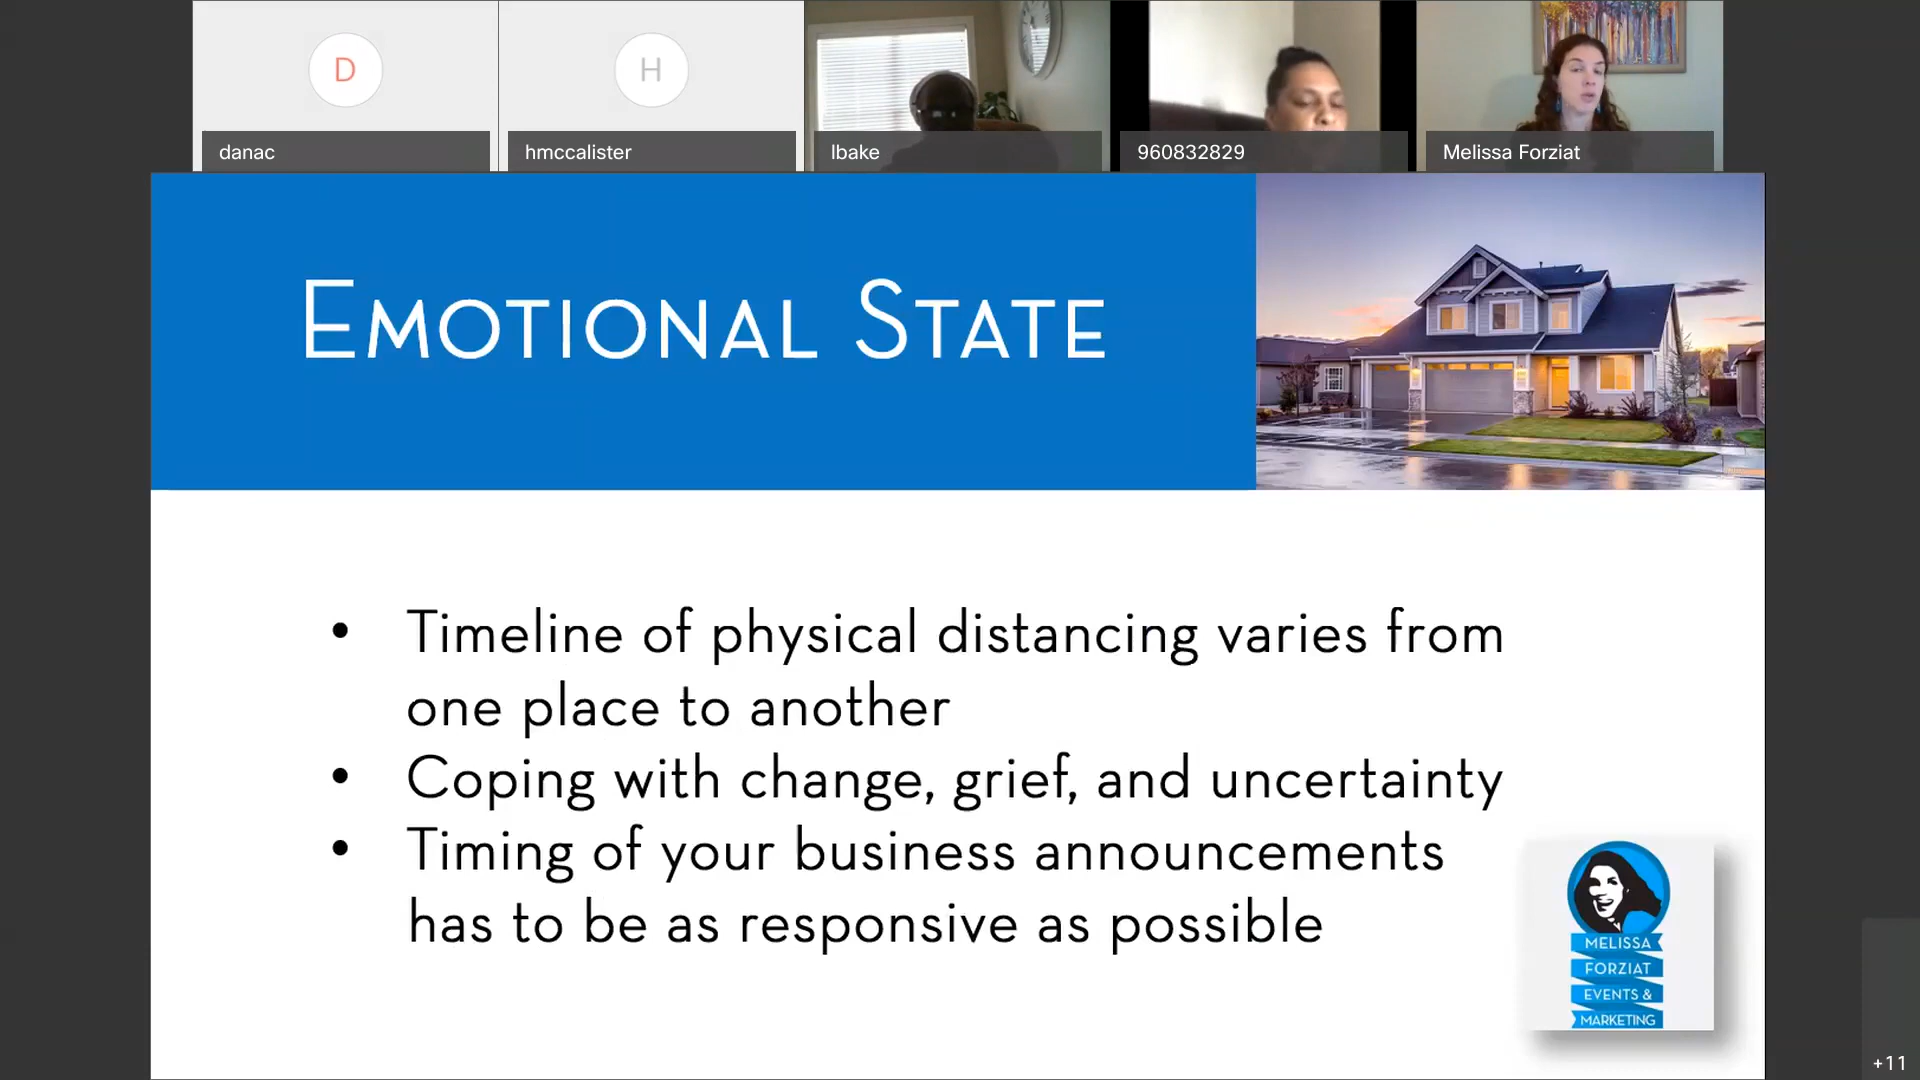 D
H
danac
hmccalister
lbake
960832829
Melissa Forziat
Emotional State
• Timeline of physical distancing varies from
one place to another
• Coping with change, grief, and uncertainty
• Timing of your business announcements
has to be as responsive as possible
MELISSA
FORZIAT
EVENTS &
MARKETING
+11